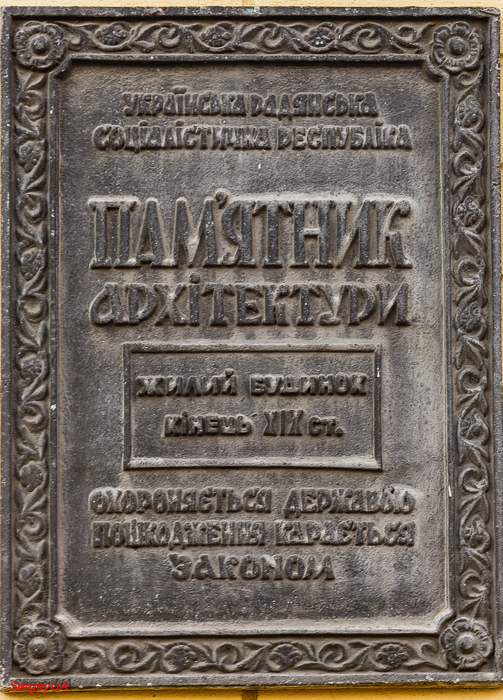 УКРАЇНСЬКА РАДЯНСЬКА
СОЦІАЛІСТИЧНА РЕСПУБЛІКА
ПАМ'ЯТНИК
АРХІТЕКТУРИ
ЖИЛИЙ БУДИНОК
КІНЕЦЬ XIX СТ.
ОХОРОНЯЄТЬСЯ ДЕРЖАВОЮ
ПОШКОДЖЕННЯ КАРАЄТЬСЯ
ЗАКОНОМ